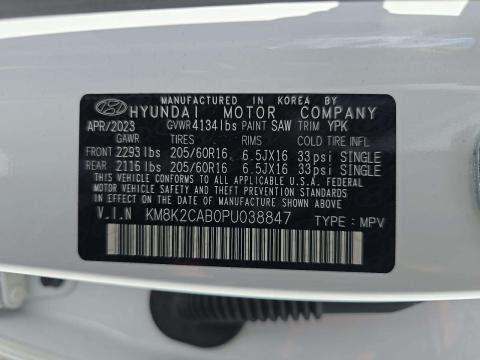 MANUFACTURED IN KOREA BY
HYUNDAI MOTOR COMPANY
APR/2023 GVWR 4134lbs PAINT SAW TRIM YPK
GAWR TIRES RIMS COLD TIRE INFL
FRONT 2293lbs 205/60R16 6.5JX16 33psi SINGLE
REAR 2116lbs 205/60R16 6.5JX16 33psi SINGLE
THIS VEHICLE CONFORMS TO ALL APPLICABLE U.S.A. FEDERAL
MOTOR VEHICLE SAFETY STANDARDS IN EFFECT ON THE
DATE OF MANUFACTURE SHOWN ABOVE.
V.I.N KM8K2CAB0PU038847 TYPE: MPV